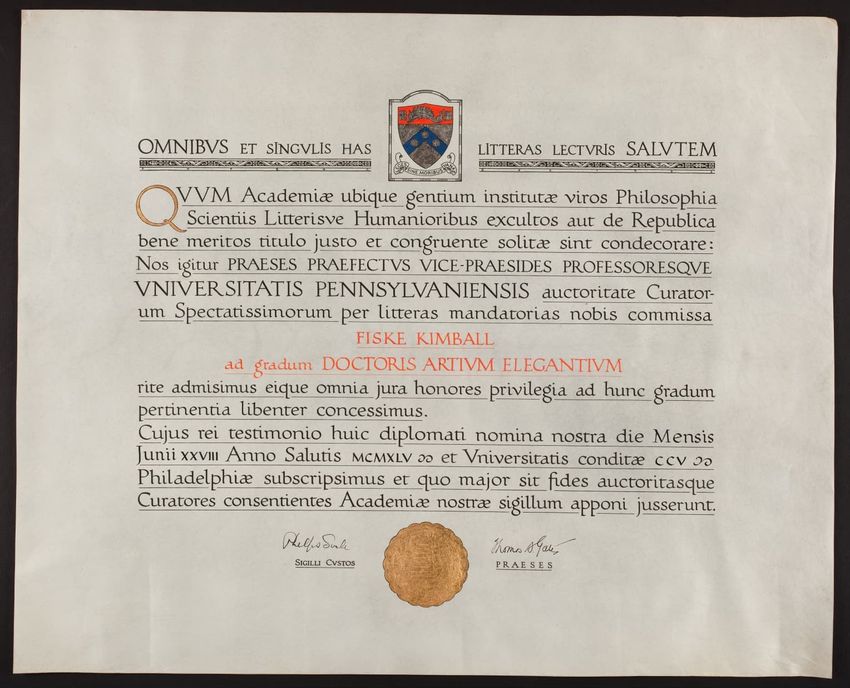 OMNIBVS ET SINGVLIS HAS LITTERAS LECTVRIS SALVTEM
SINE MORIBUS
QVVM Academiæ ubique gentium institutæ viros Philosophia
Scientiis Litterisve Humanioribus excultos aut de Republica
bene meritos titulo justo et congruente solitæ sint condecorare:
Nos igitur PRAESES PRAEFECTVS VICE-PRAESIDES PROFESSORESQVE
VNIVERSITATIS PENNSYLVANIENSIS auctoritate Curator-
um Spectatissimorum per litteras mandatorias nobis commissa
FISKE KIMBALL
ad gradum DOCTORIS ARTIVM ELEGANTIVM
rite admisimus eique omnia jura honores privilegia ad hunc gradum
pertinentia libenter concessimus.
Cujus rei testimonio huic diplomati nomina nostra die Mensis
Junii XXVIII Anno Salutis MCMXLV et Vniversitatis conditæ CCV
Philadelphiæ subscripsimus et quo major sit fides auctoritasque
Curatores consentientes Academiæ nostræ sigillum apponi jusserunt.
Thomas S. Gates
SIGILLI CVSTOS PRAESES